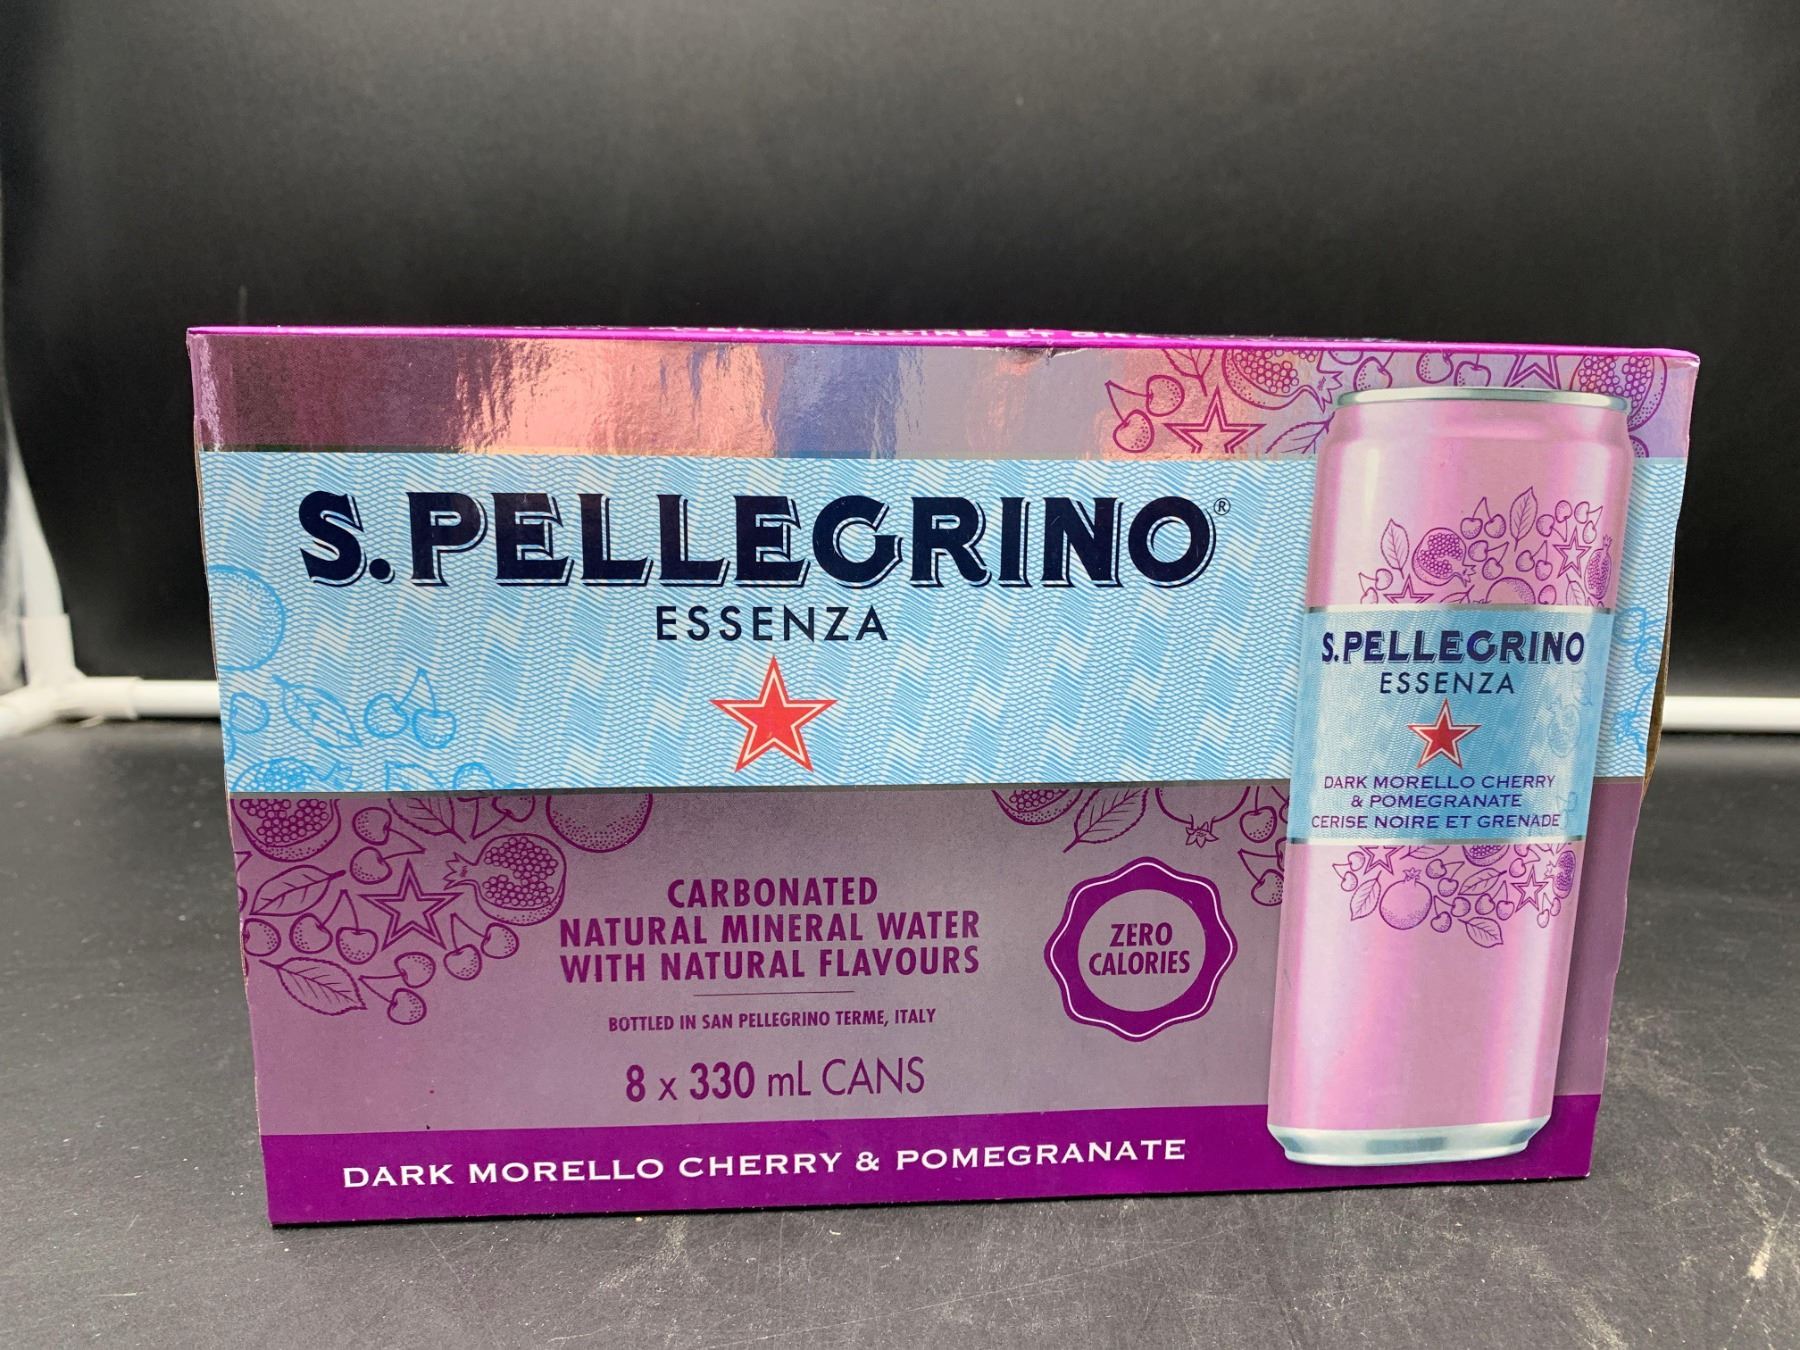 S.PELLEGRINO®
ESSENZA
CARBONATED
NATURAL MINERAL WATER
WITH NATURAL FLAVOURS
BOTTLED IN SAN PELLEGRINO TERME, ITALY
8 x 330 mL CANS
ZERO
CALORIES
DARK MORELLO CHERRY & POMEGRANATE
S.PELLEGRINO
ESSENZA
DARK MORELLO CHERRY
& POMEGRANATE
CERISE NOIRE ET GRENADE